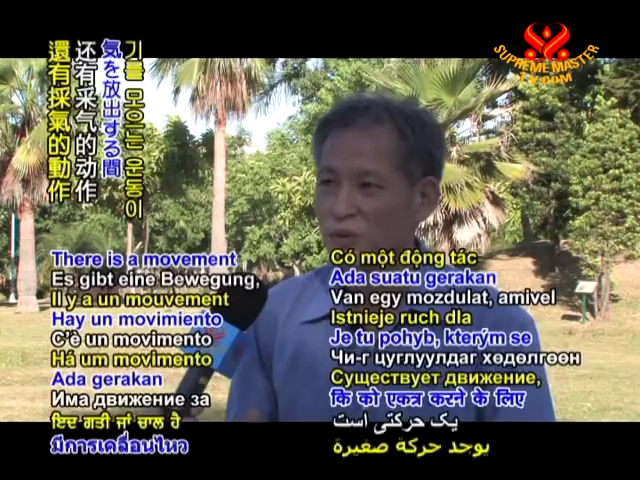 SUPREME MASTER
TV.COM
還有採氣的動作
还有采气的动作
気を放出する間
기를 모으는 운동이
There is a movement
Es gibt eine Bewegung,
Il y a un mouvement
Hay un movimiento
C'è un movimento
Há um movimento
Ada gerakan
Има движение за
ਇਦ ਗਤੀ ਜਾਂ ਚਾਲ ਹੈ
มีการเคลื่อนไหว
Có một động tác
Ada suatu gerakan
Van egy mozdulat, amivel
Istnieje ruch dla
Je tu pohyb, kterým se
Чи-г цуглуулдаг хөдөлгөөн
Существует движение,
कि को एकत्र करने के लिए
یک حرکتی است
يوجد حركة صغيرة